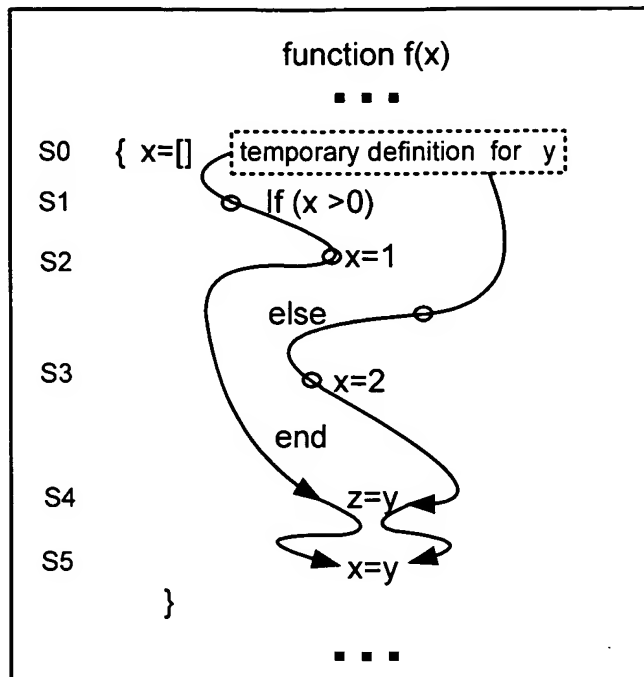 function f(x)
...
S0 { x=[] temporary definition for y
S1 If (x >0)
S2 x=1
else
S3 x=2
end
S4 z=y
S5 x=y
}
...